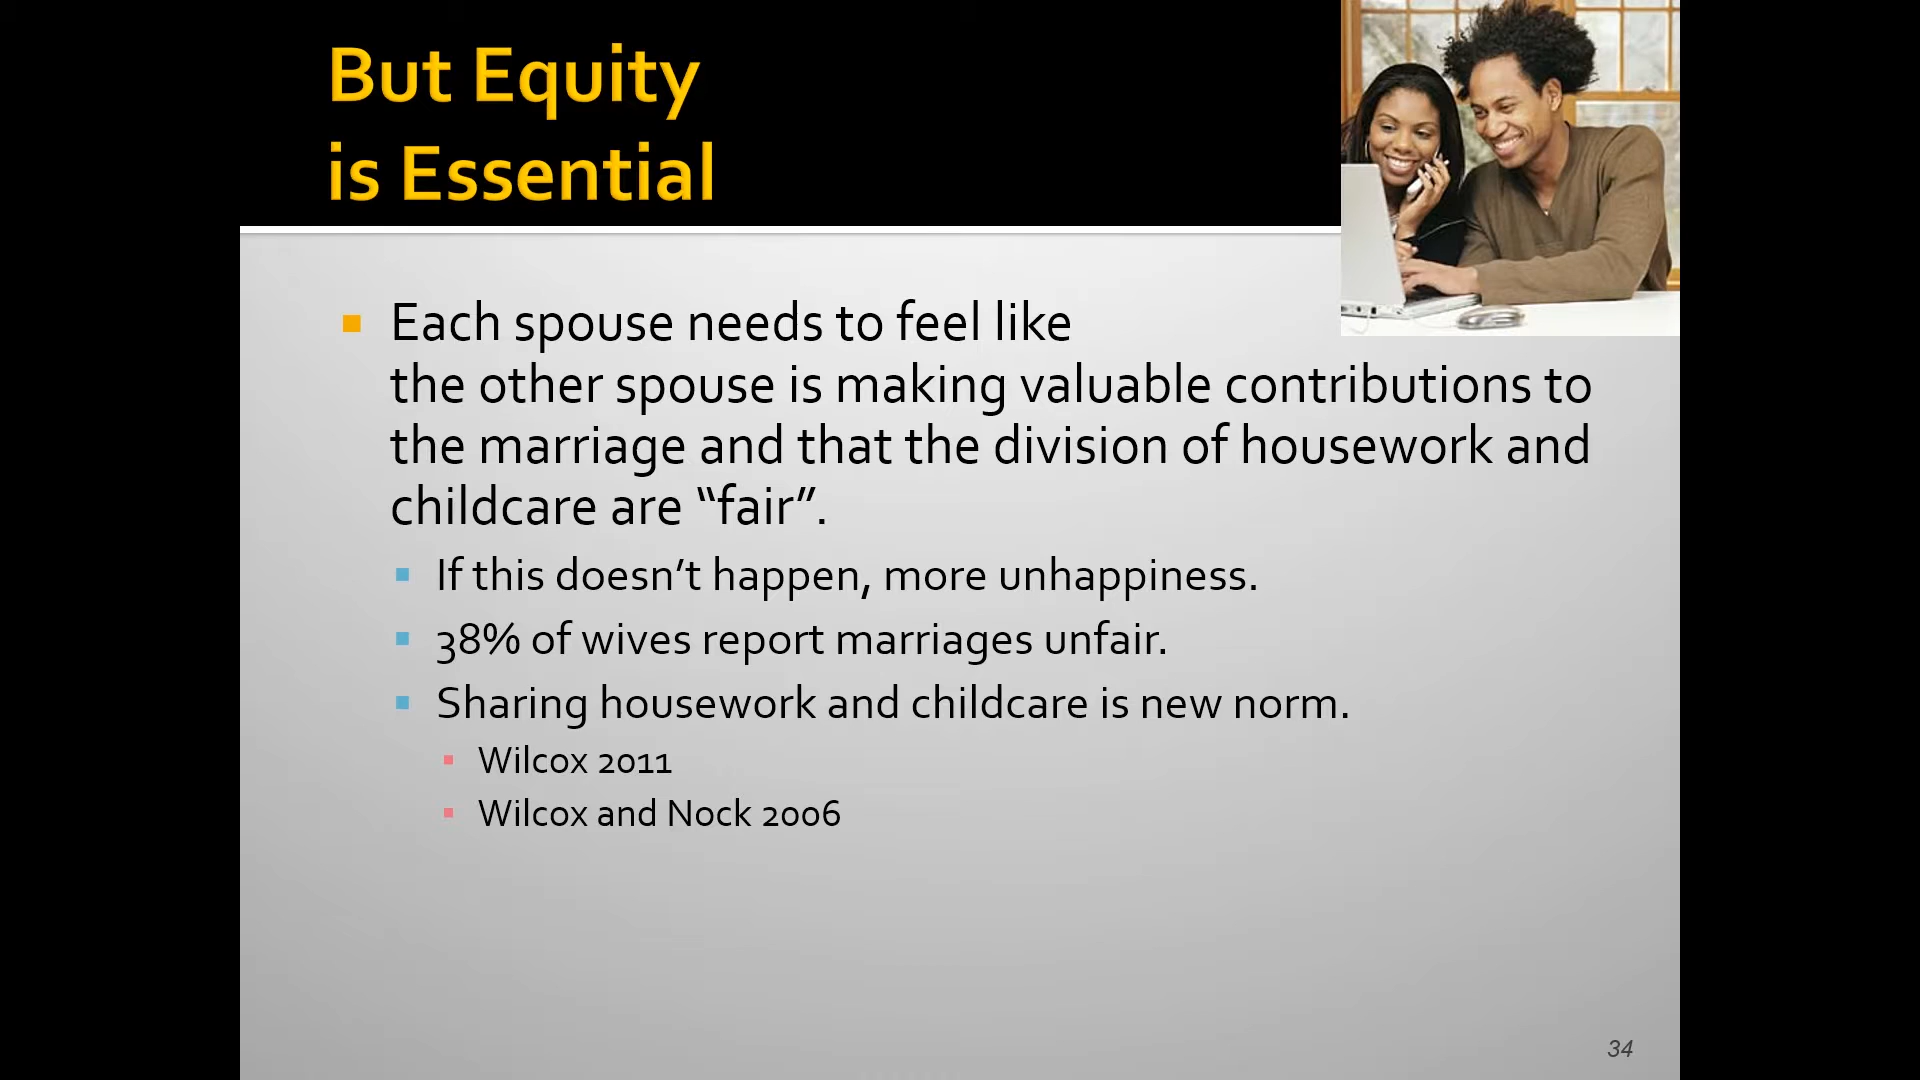 But Equity
is Essential
Each spouse needs to feel like
the other spouse is making valuable contributions to
the marriage and that the division of housework and
childcare are “fair”.
If this doesn’t happen, more unhappiness.
38% of wives report marriages unfair.
Sharing housework and childcare is new norm.
Wilcox 2011
Wilcox and Nock 2006
34